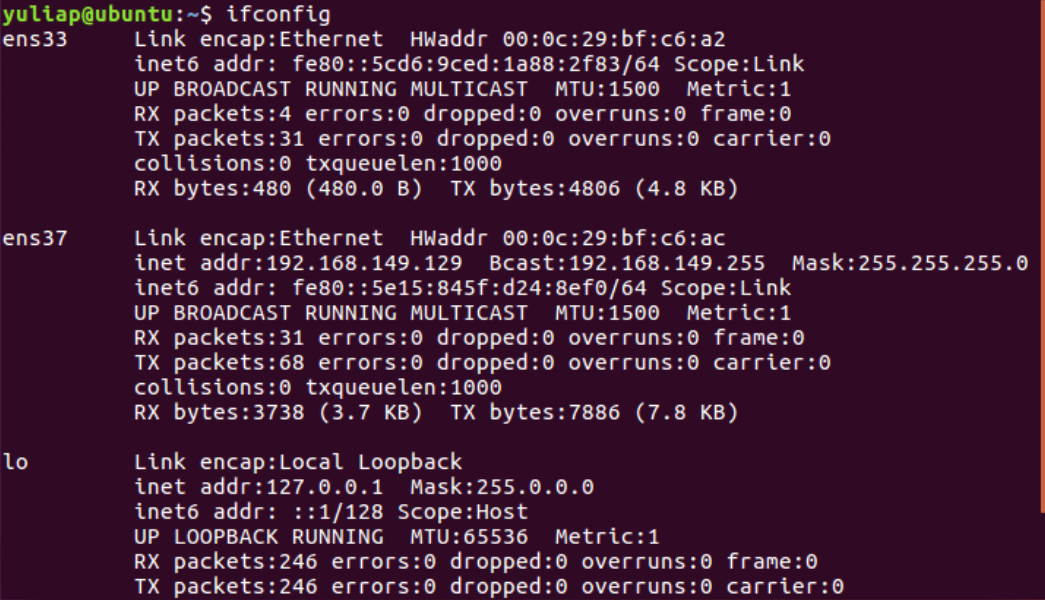 yuliap@ubuntu:~$ ifconfig
ens33 Link encap:Ethernet HWaddr 00:0c:29:bf:c6:a2
inet6 addr: fe80::5cd6:9ced:1a88:2f83/64 Scope:Link
UP BROADCAST RUNNING MULTICAST MTU:1500 Metric:1
RX packets:4 errors:0 dropped:0 overruns:0 frame:0
TX packets:31 errors:0 dropped:0 overruns:0 carrier:0
collisions:0 txqueuelen:1000
RX bytes:480 (480.0 B) TX bytes:4806 (4.8 KB)
ens37 Link encap:Ethernet HWaddr 00:0c:29:bf:c6:ac
inet addr:192.168.149.129 Bcast:192.168.149.255 Mask:255.255.255.0
inet6 addr: fe80::5e15:845f:d24:8ef0/64 Scope:Link
UP BROADCAST RUNNING MULTICAST MTU:1500 Metric:1
RX packets:31 errors:0 dropped:0 overruns:0 frame:0
TX packets:68 errors:0 dropped:0 overruns:0 carrier:0
collisions:0 txqueuelen:1000
RX bytes:3738 (3.7 KB) TX bytes:7886 (7.8 KB)
lo Link encap:Local Loopback
inet addr:127.0.0.1 Mask:255.0.0.0
inet6 addr: ::1/128 Scope:Host
UP LOOPBACK RUNNING MTU:65536 Metric:1
RX packets:246 errors:0 dropped:0 overruns:0 frame:0
TX packets:246 errors:0 dropped:0 overruns:0 carrier:0